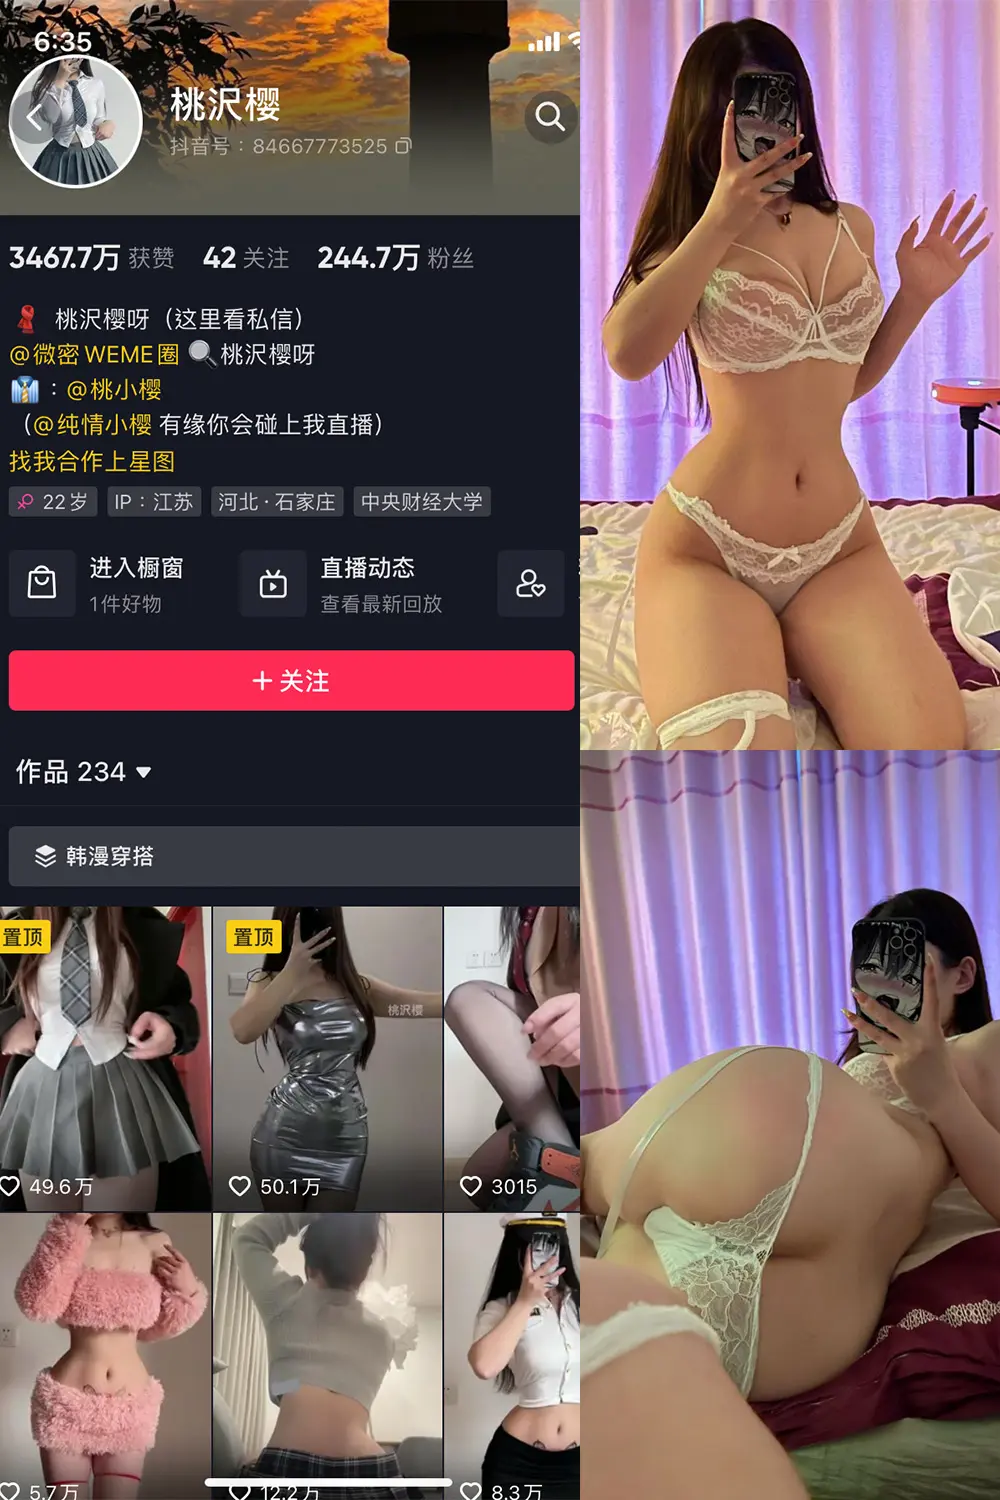 6:35
桃沢樱
抖音号：84667773525
3467.7万 获赞 42 关注 244.7万 粉丝
桃沢樱呀（这里看私信）
@微密WEME圈 桃沢樱呀
：@桃小樱
（@纯情小樱 有缘你会碰上我直播）
找我合作上星图
22岁 IP：江苏 河北·石家庄 中央财经大学
进入橱窗 直播动态
1件好物 查看最新回放
+ 关注
作品 234
韩漫穿搭
置顶 置顶
桃沢樱
49.6万 50.1万 3015
5.7万 12.2万 8.3万